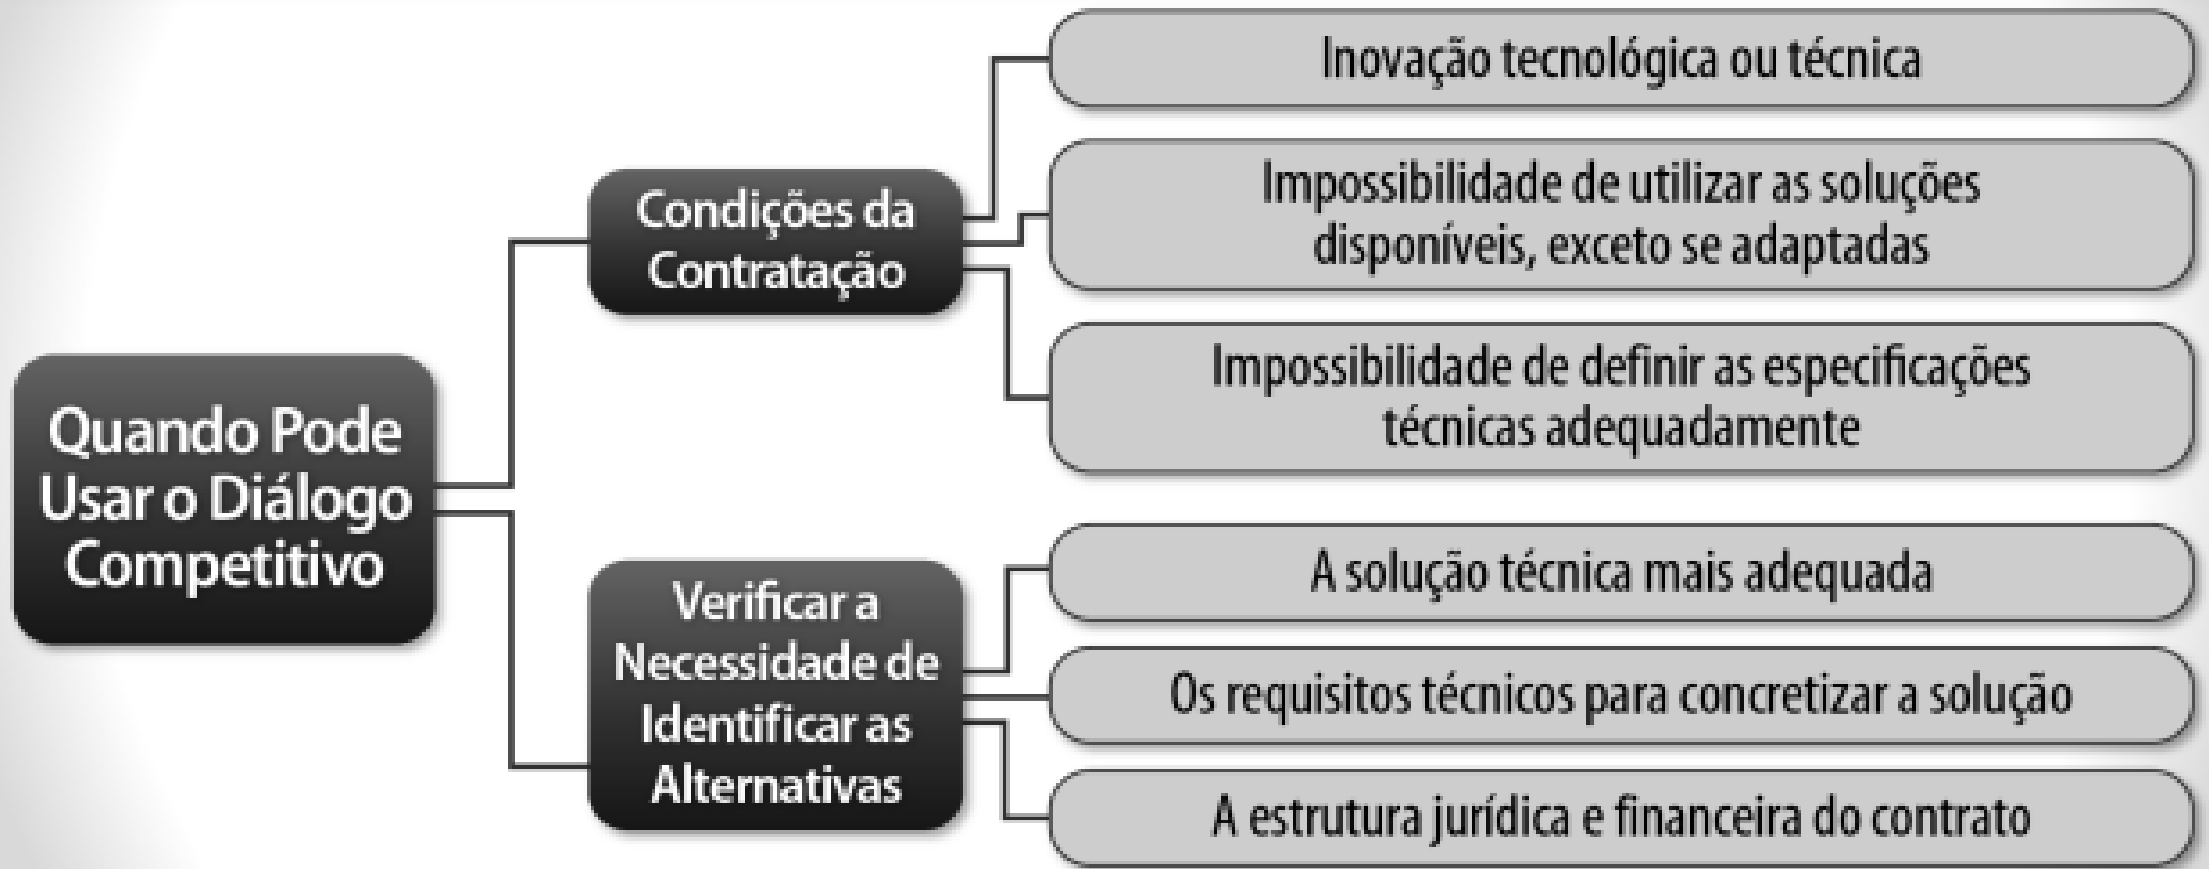 Quando Pode
Usar o Diálogo
Competitivo
Condições da
Contratação
Inovação tecnológica ou técnica
Impossibilidade de utilizar as soluções
disponíveis, exceto se adaptadas
Impossibilidade de definir as especificações
técnicas adequadamente
Verificar a
Necessidade de
Identificar as
Alternativas
A solução técnica mais adequada
Os requisitos técnicos para concretizar a solução
A estrutura jurídica e financeira do contrato